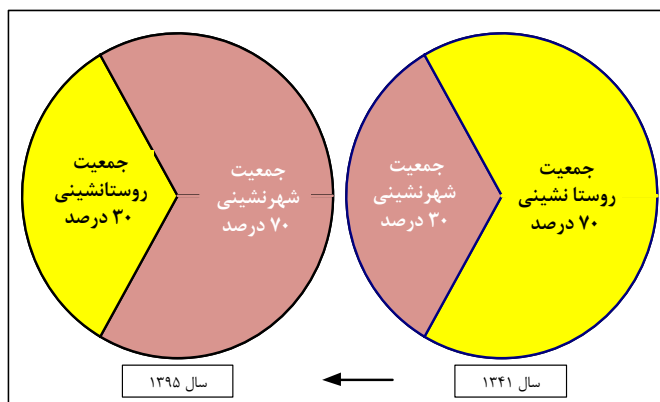 جمعیت
روستا نشینی
۷۰ درصد
جمعیت
شهرنشینی
۳۰ درصد
جمعیت
شهرنشینی
۷۰ درصد
جمعیت
روستانشینی
۳۰ درصد
سال ۱۳۴۱
سال ۱۳۹۵